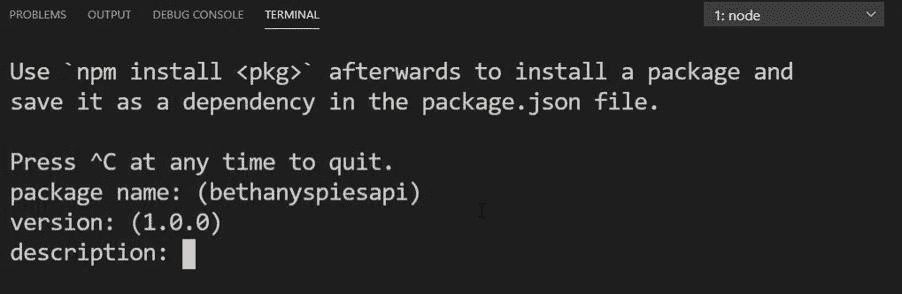 PROBLEMS OUTPUT DEBUG CONSOLE TERMINAL 1: node
Use `npm install <pkg>` afterwards to install a package and
save it as a dependency in the package.json file.
Press ^C at any time to quit.
package name: (bethanyspiesapi)
version: (1.0.0)
description: